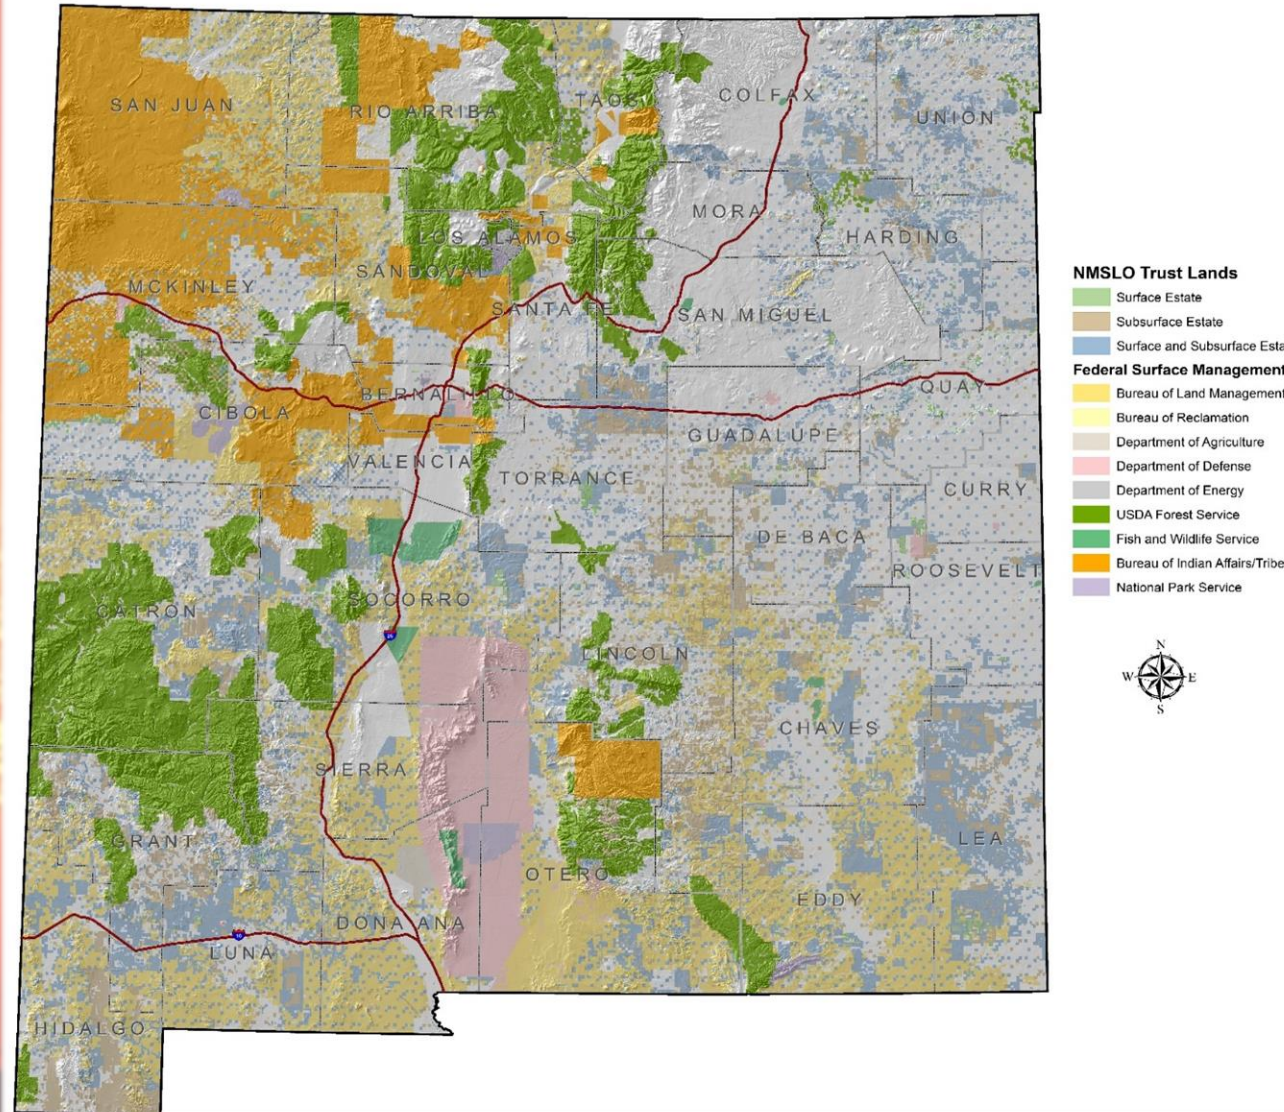 SAN JUAN
RIO ARRIBA
TAOS
COLFAX
UNION
MORA
HARDING
LOS ALAMOS
SANDOVAL
MCKINLEY
SANTA FE
SAN MIGUEL
BERNALILLO
QUAY
CIBOLA
GUADALUPE
VALENCIA
TORRANCE
CURRY
DE BACA
ROOSEVELT
CATRON
SOCORRO
LINCOLN
CHAVES
SIERRA
GRANT
LEA
OTERO
EDDY
DONA ANA
LUNA
HIDALGO
NMSLO Trust Lands
Surface Estate
Subsurface Estate
Surface and Subsurface Esta
Federal Surface Management
Bureau of Land Management
Bureau of Reclamation
Department of Agriculture
Department of Defense
Department of Energy
USDA Forest Service
Fish and Wildlife Service
Bureau of Indian Affairs/Tribe
National Park Service
N
W E
S